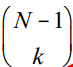 (N − 1
k)